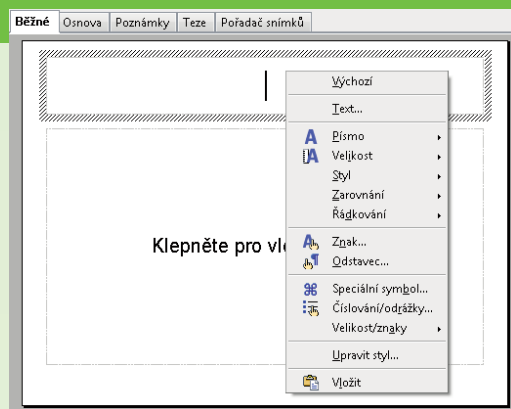 Běžné Osnova Poznámky Teze Pořadač snímků
Výchozí
Text...
Písmo
Velikost
Styl
Zarovnání
Řádkování
Klepněte pro vl
Znak...
Odstavec...
Speciální symbol...
Číslování/odrážky...
Velikost/znaky
Upravit styl...
Vložit